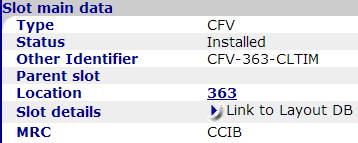 Slot main data
Type CFV
Status Installed
Other Identifier CFV-363-CLTIM
Parent slot
Location 363
Slot details Link to Layout DB
MRC CCIB